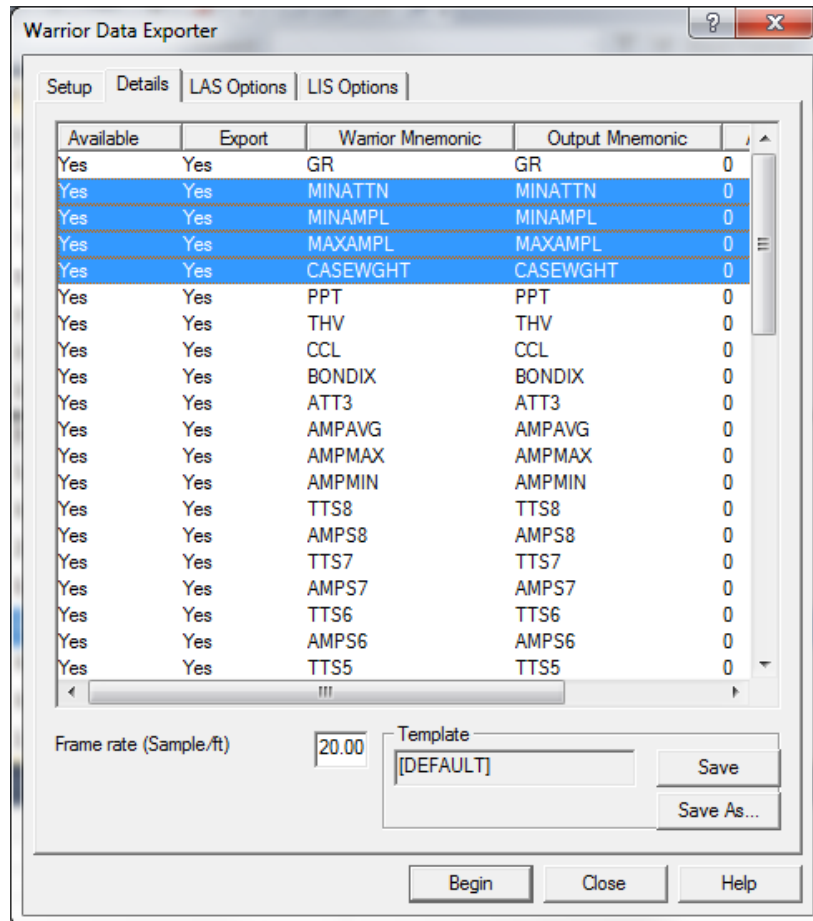 Warrior Data Exporter
Setup Details LAS Options LIS Options
Available Export Warrior Mnemonic Output Mnemonic
Yes Yes GR GR 0
Yes Yes MINATTN MINATTN 0
Yes Yes MINAMPL MINAMPL 0
Yes Yes MAXAMPL MAXAMPL 0
Yes Yes CASEWGHT CASEWGHT 0
Yes Yes PPT PPT 0
Yes Yes THV THV 0
Yes Yes CCL CCL 0
Yes Yes BONDIX BONDIX 0
Yes Yes ATT3 ATT3 0
Yes Yes AMPAVG AMPAVG 0
Yes Yes AMPMAX AMPMAX 0
Yes Yes AMPMIN AMPMIN 0
Yes Yes TTS8 TTS8 0
Yes Yes AMPS8 AMPS8 0
Yes Yes TTS7 TTS7 0
Yes Yes AMPS7 AMPS7 0
Yes Yes TTS6 TTS6 0
Yes Yes AMPS6 AMPS6 0
Yes Yes TTS5 TTS5 0
Frame rate (Sample/ft) 20.00 Template
[DEFAULT] Save
Save As...
Begin Close Help